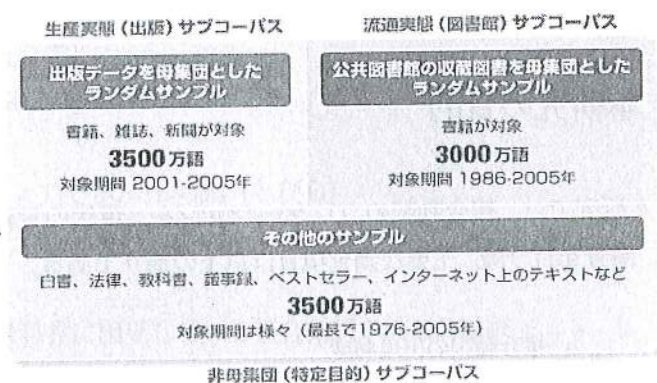 生産実態(出版)サブコーパス
出版データを母集団とした
ランダムサンプル
書籍、雑誌、新聞が対象
3500万語
対象期間 2001-2005年
流通実態(図書館)サブコーパス
公共図書館の収蔵図書を母集団とした
ランダムサンプル
書籍が対象
3000万語
対象期間 1986-2005年
その他のサンプル
白書、法律、教科書、議事録、ベストセラー、インターネット上のテキストなど
3500万語
対象期間は様々(最長で1976-2005年)
非母集団(特定目的)サブコーパス